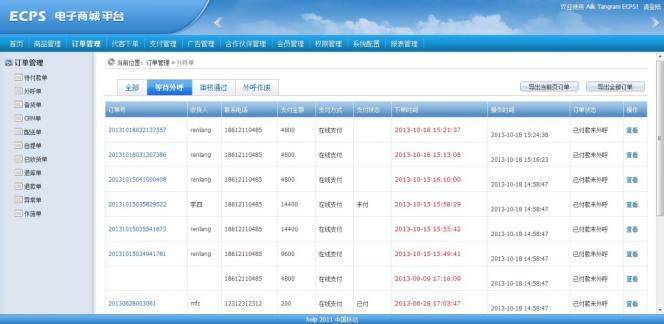 ECPS 电子商城平台
欢迎使用 Allk Tangram ECPS! 请登陆
首页 商品管理 订单管理 代客下单 支付管理 广告管理 合作伙伴管理 会员管理 权限管理 系统配置 报表管理
订单管理
待付款单
外呼单
备货单
CRM单
配送单
自提单
已收货单
退库单
退款单
异常单
作废单
当前位置: 订单管理 » 外呼单
全部 等待外呼 审核通过 外呼作废
导出当前页订单 导出全部订单
订单号 收货人 联系电话 支付金额 支付方式 支付状态 下单时间 操作时间 订单状态 操作
20131018032137557 renlang 18612110485 4800 在线支付 2013-10-18 15:21:37 2013-10-18 15:24:38 已付款未外呼 查看
20131018031307386 renlang 18612110485 4800 在线支付 2013-10-18 15:13:08 2013-10-18 15:16:23 已付款未外呼 查看
20131015041000408 renlang 18612110485 4800 在线支付 2013-10-15 16:10:00 2013-10-18 14:58:47 已付款未外呼 查看
20131015035829522 李四 18612110485 14400 在线支付 未付 2013-10-15 15:58:29 2013-10-18 14:58:47 已付款未外呼 查看
20131015035541873 renlang 18612110485 14400 在线支付 2013-10-15 15:55:42 2013-10-18 14:58:47 已付款未外呼 查看
20131015034941781 renlang 18612110485 9600 在线支付 2013-10-15 15:49:41 2013-10-18 14:58:47 已付款未外呼 查看
18612110485 4800 在线支付 2013-09-09 17:16:09 2013-10-18 14:58:47 已付款未外呼 查看
20130628003061 mfc 12312312312 200 在线支付 已付 2013-06-28 17:03:47 2013-10-18 14:58:47 已付款未外呼 查看
help 2011 中国移动